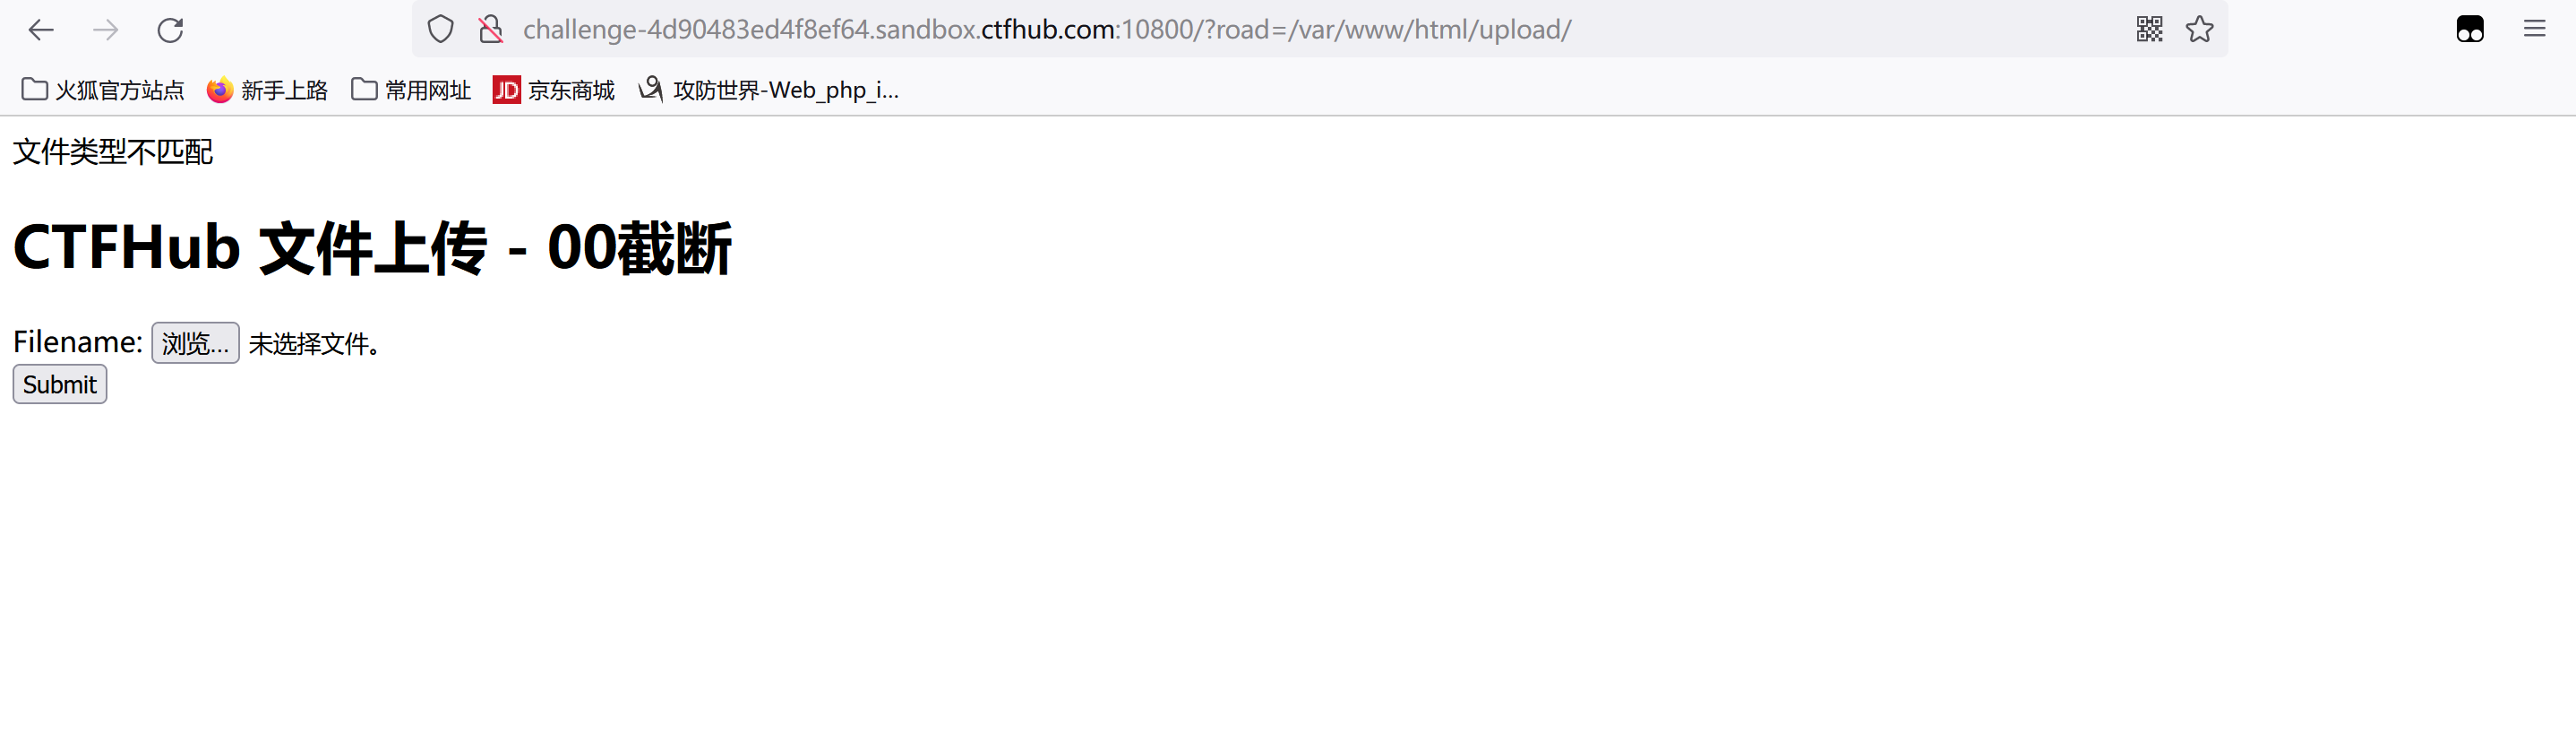 challenge-4d90483ed4f8ef64.sandbox.ctfhub.com:10800/?road=/var/www/html/upload/
火狐官方站点 新手上路 常用网址 JD 京东商城 攻防世界-Web_php_i...
文件类型不匹配
CTFHub 文件上传 - 00截断
Filename: 浏览... 未选择文件。
Submit